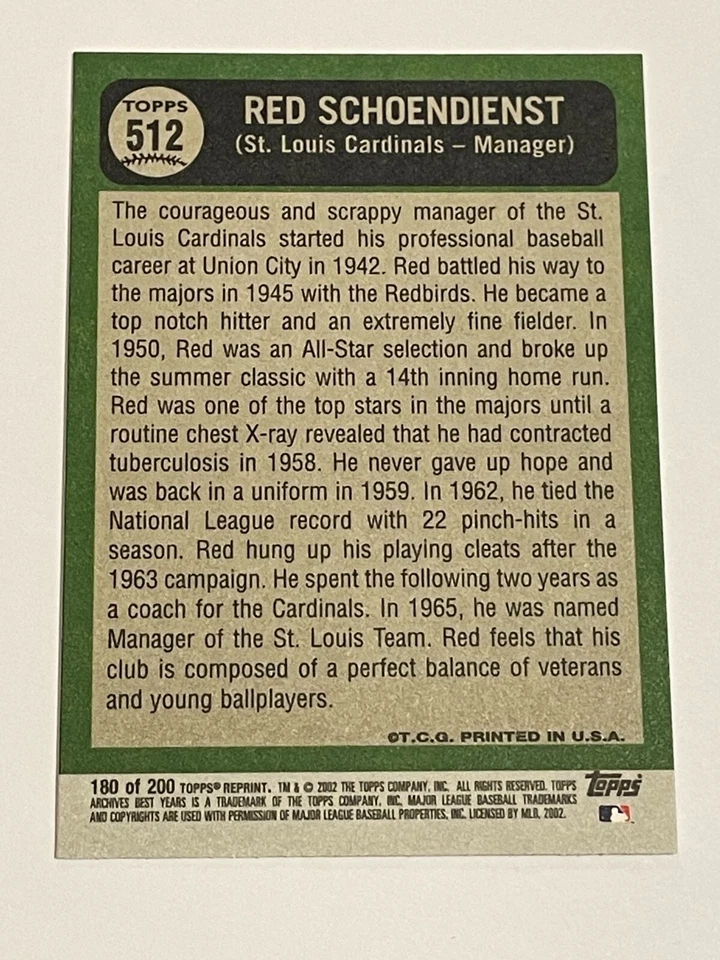 TOPPS
512
RED SCHOENDIENST
(St. Louis Cardinals – Manager)
The courageous and scrappy manager of the St.
Louis Cardinals started his professional baseball
career at Union City in 1942. Red battled his way to
the majors in 1945 with the Redbirds. He became a
top notch hitter and an extremely fine fielder. In
1950, Red was an All-Star selection and broke up
the summer classic with a 14th inning home run.
Red was one of the top stars in the majors until a
routine chest X-ray revealed that he had contracted
tuberculosis in 1958. He never gave up hope and
was back in a uniform in 1959. In 1962, he tied the
National League record with 22 pinch-hits in a
season. Red hung up his playing cleats after the
1963 campaign. He spent the following two years as
a coach for the Cardinals. In 1965, he was named
Manager of the St. Louis Team. Red feels that his
club is composed of a perfect balance of veterans
and young ballplayers.
©T.C.G. PRINTED IN U.S.A.
180 of 200 TOPPS® REPRINT. TM & © 2002 THE TOPPS COMPANY, INC. ALL RIGHTS RESERVED. TOPPS
ARCHIVES BEST YEARS IS A TRADEMARK OF THE TOPPS COMPANY, INC. MAJOR LEAGUE BASEBALL TRADEMARKS
AND COPYRIGHTS ARE USED WITH PERMISSION OF MAJOR LEAGUE BASEBALL PROPERTIES, INC. LICENSED BY MLB, 2002.
Topps